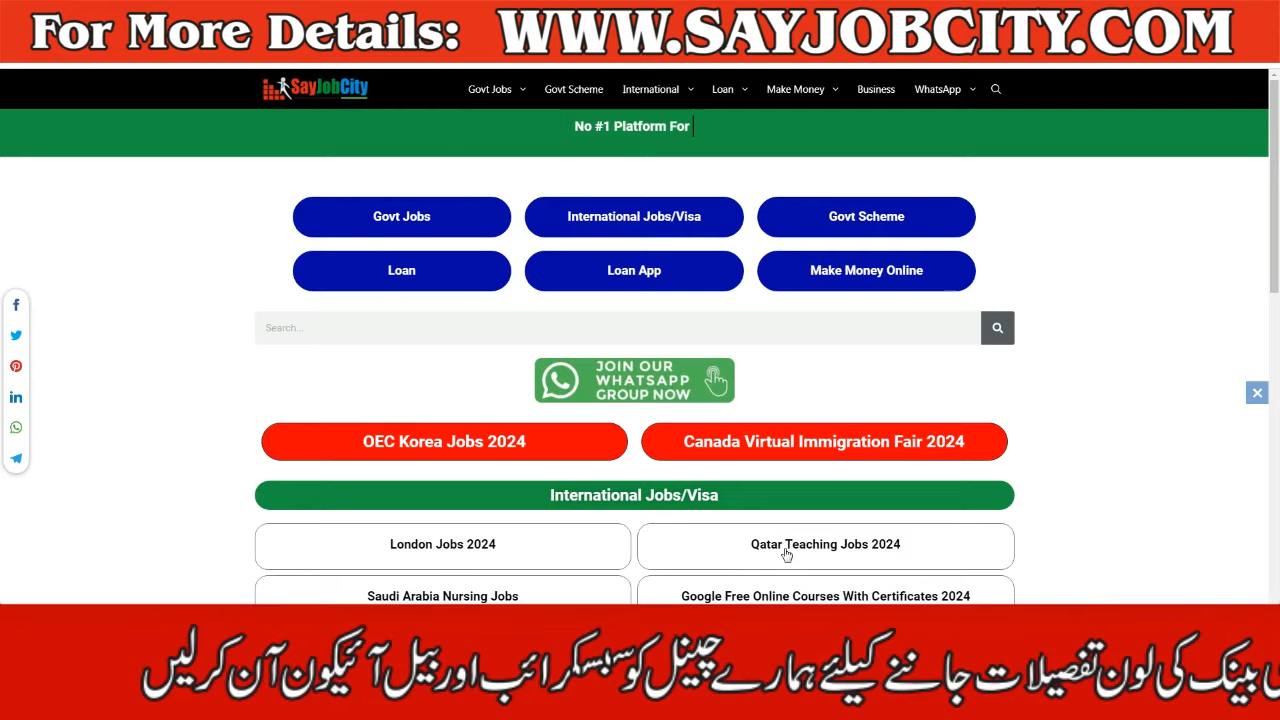 For More Details: WWW.SAYJOBCITY.COM
SayJobCity
Govt Jobs Govt Scheme International Loan Make Money Business WhatsApp
No #1 Platform For
Govt Jobs International Jobs/Visa Govt Scheme
Loan Loan App Make Money Online
Search...
JOIN OUR
WHATSAPP
GROUP NOW
OEC Korea Jobs 2024 Canada Virtual Immigration Fair 2024
International Jobs/Visa
London Jobs 2024 Qatar Teaching Jobs 2024
Saudi Arabia Nursing Jobs Google Free Online Courses With Certificates 2024
بینک کی لون تفصیلات جاننے کیلئے ہمارے چینل کو سبسکرائب اور بیل آئیکون آن کرلیں